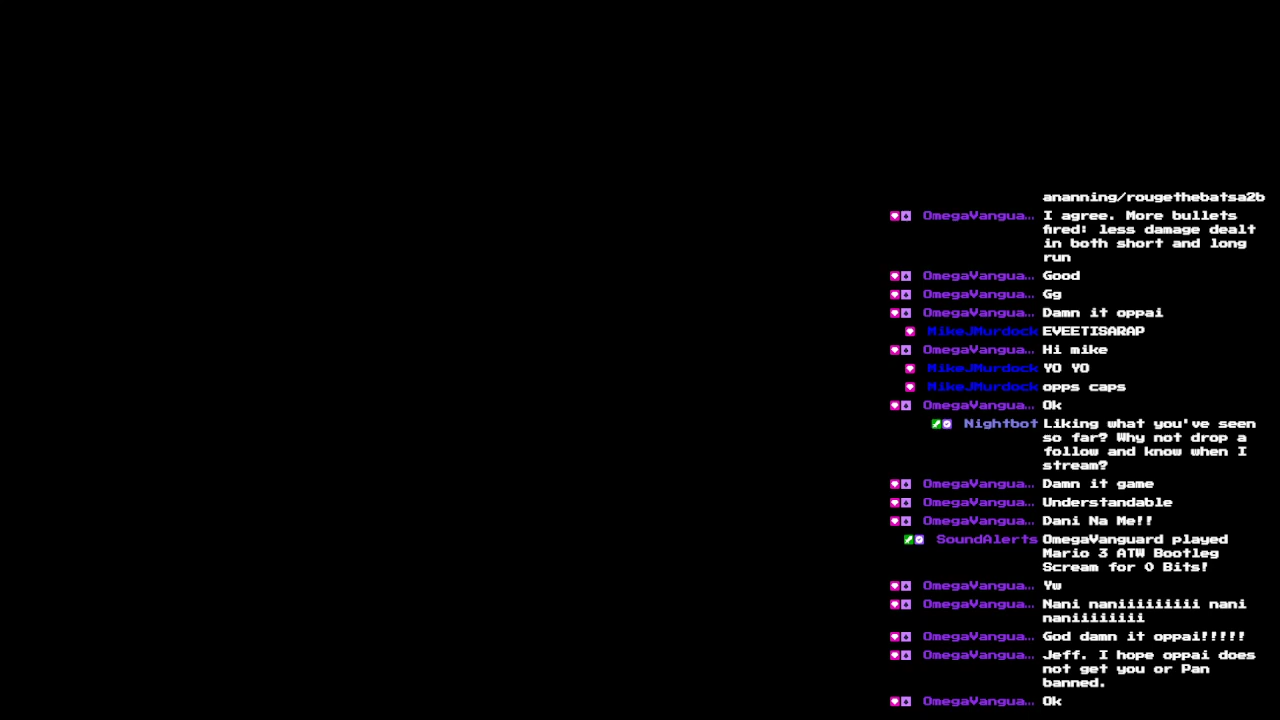 ananning/rougethebatsa2b
OmegaVangua… I agree. More bullets
fired: less damage dealt
in both short and long
run
OmegaVangua… Good
OmegaVangua… Gg
OmegaVangua… Damn it oppai
MikeJMurdock EVEETISARAP
OmegaVangua… Hi mike
MikeJMurdock YO YO
MikeJMurdock opps caps
OmegaVangua… Ok
Nightbot Liking what you've seen
so far? Why not drop a
follow and know when I
stream?
OmegaVangua… Damn it game
OmegaVangua… Understandable
OmegaVangua… Dani Na Me!!
SoundAlerts OmegaVanguard played
Mario 3 ATW Bootleg
Scream for 0 Bits!
OmegaVangua… Yw
OmegaVangua… Nani naniiiiiiiii nani
naniiiiiiii
OmegaVangua… God damn it oppai!!!!!
OmegaVangua… Jeff. I hope oppai does
not get you or Pan
banned.
OmegaVangua… Ok